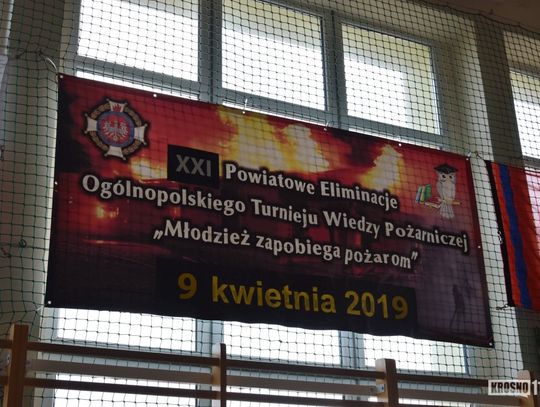 XXI Powiatowe Eliminacje
Ogólnopolskiego Turnieju Wiedzy Pożarniczej
„Młodzież zapobiega pożarom”
9 kwietnia 2019
KROSNO